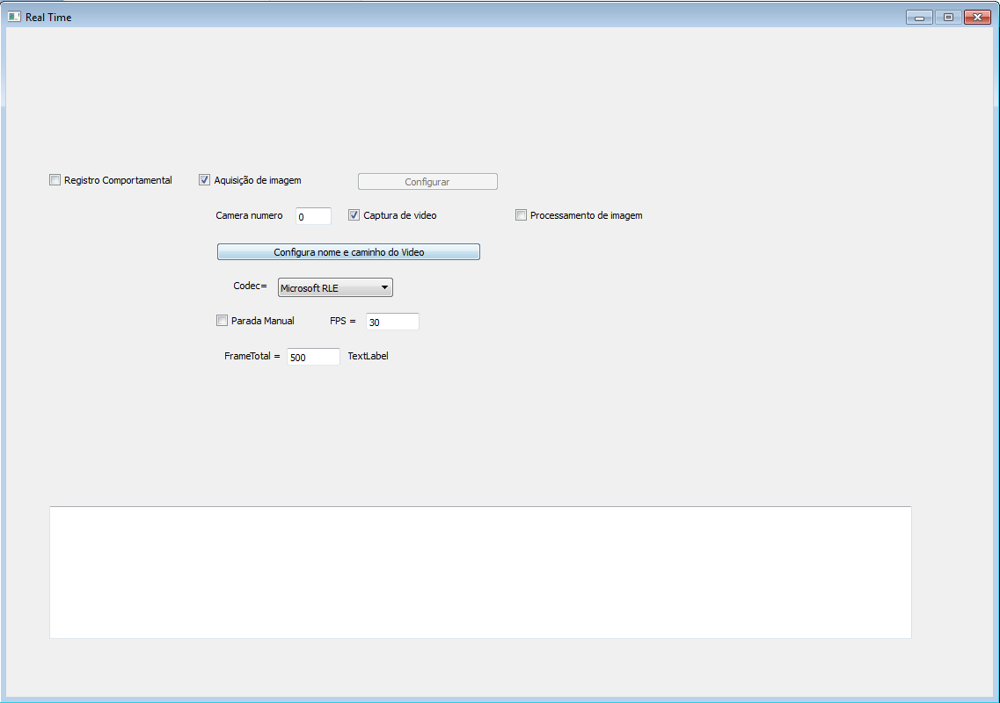 Real Time
Registro Comportamental Aquisição de imagem Configurar
Camera numero 0 Captura de video Processamento de imagem
Configura nome e caminho do Video
Codec= Microsoft RLE
Parada Manual FPS = 30
FrameTotal = 500 TextLabel